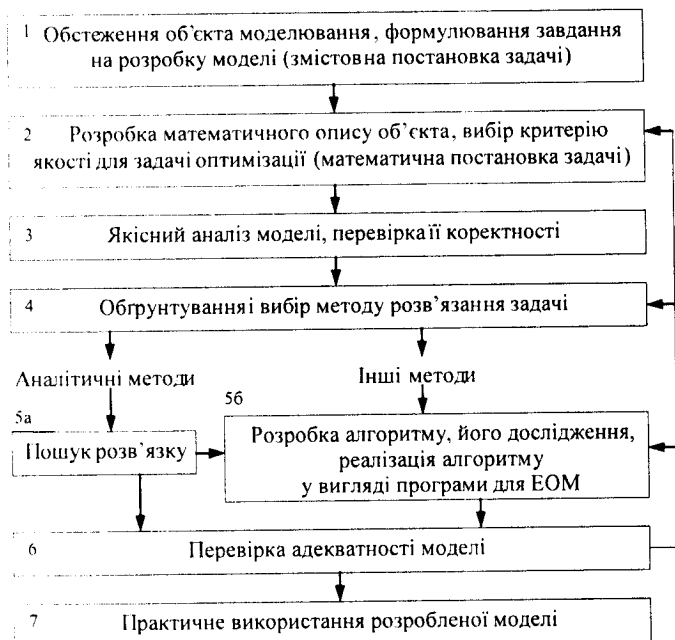 1 Обстеження об’єкта моделювання, формулювання завдання
на розробку моделі (змістовна постановка задачі)
2 Розробка математичного опису об’єкта, вибір критерію
якості для задачі оптимізації (математична постановка задачі)
3 Якісний аналіз моделі, перевірка її коректності
4 Обґрунтування і вибір методу розв’язання задачі
Аналітичні методи
Інші методи
5а
Пошук розв’язку
5б
Розробка алгоритму, його дослідження,
реалізація алгоритму
у вигляді програми для ЕОМ
6 Перевірка адекватності моделі
7 Практичне використання розробленої моделі